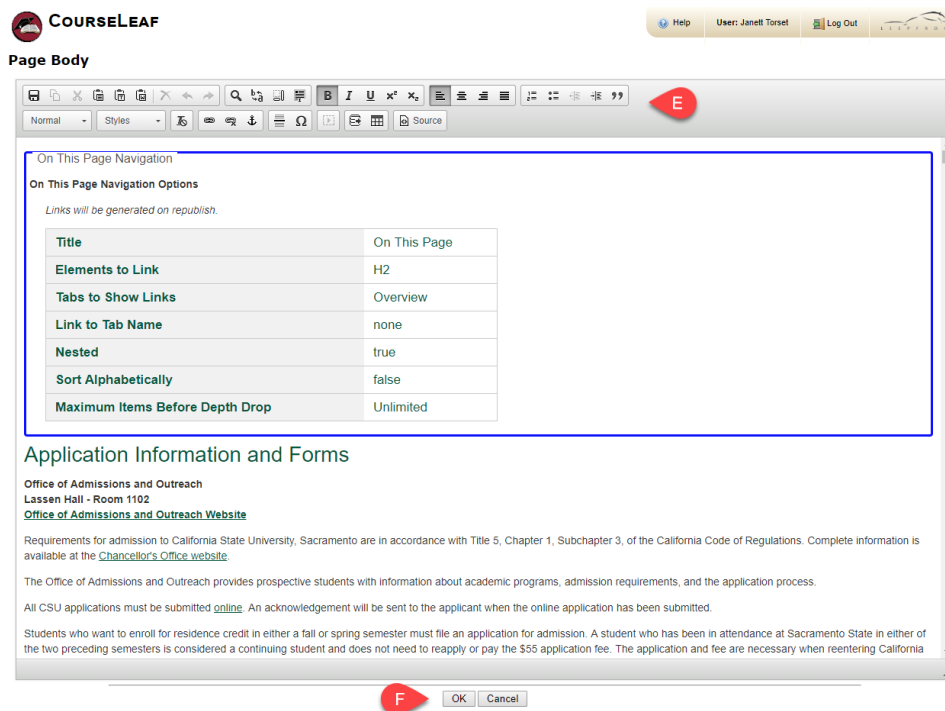 COURSELEAF
Help
User: Janett Torset
Log Out
Page Body
E
Normal
Styles
Source
On This Page Navigation
On This Page Navigation Options
Links will be generated on republish.
Title On This Page
Elements to Link H2
Tabs to Show Links Overview
Link to Tab Name none
Nested true
Sort Alphabetically false
Maximum Items Before Depth Drop Unlimited
Application Information and Forms
Office of Admissions and Outreach
Lassen Hall - Room 1102
Office of Admissions and Outreach Website
Requirements for admission to California State University, Sacramento are in accordance with Title 5, Chapter 1, Subchapter 3, of the California Code of Regulations. Complete information is
available at the Chancellor's Office website.
The Office of Admissions and Outreach provides prospective students with information about academic programs, admission requirements, and the application process.
All CSU applications must be submitted online. An acknowledgement will be sent to the applicant when the online application has been submitted.
Students who want to enroll for residence credit in either a fall or spring semester must file an application for admission. A student who has been in attendance at Sacramento State in either of
the two preceding semesters is considered a continuing student and does not need to reapply or pay the $55 application fee. The application and fee are necessary when reentering California
F
OK
Cancel